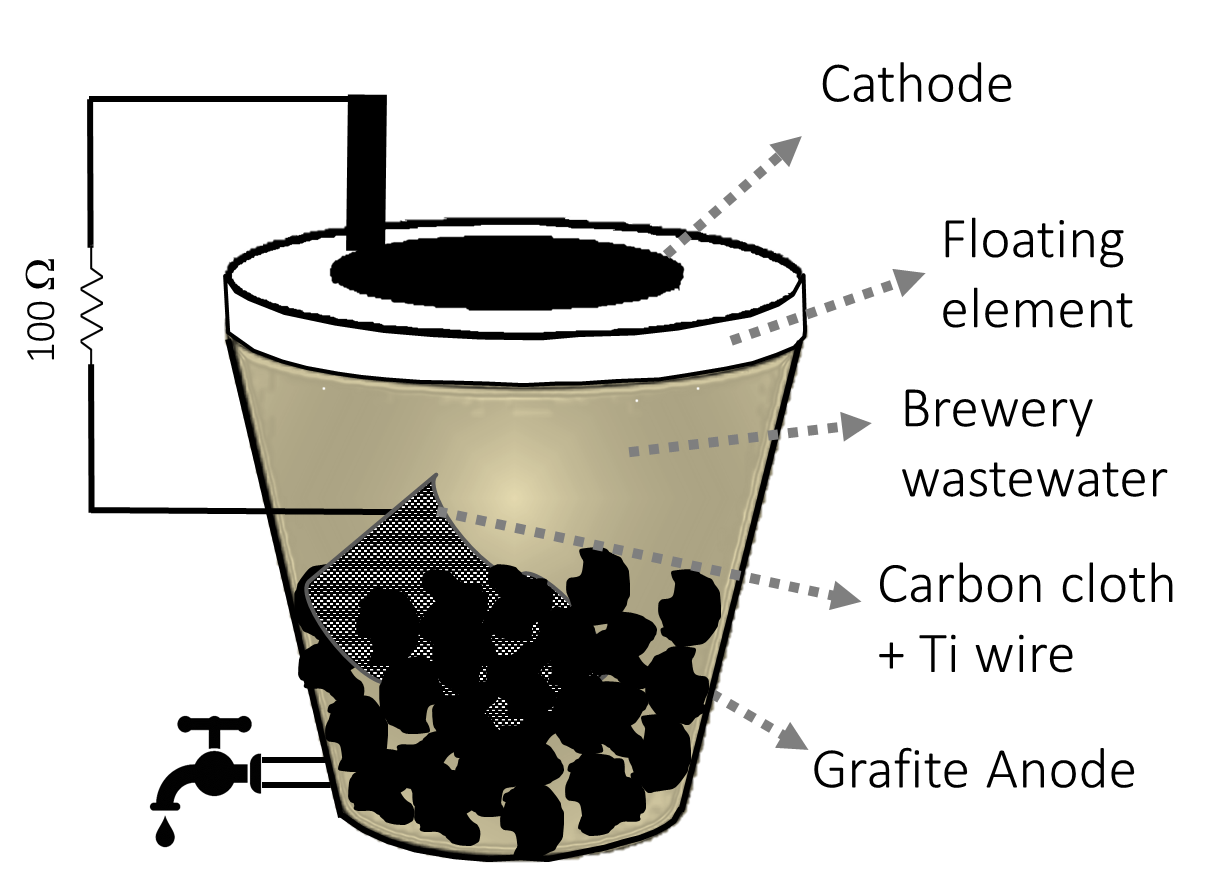 Cathode
Floating
element
100 Ω
Brewery
wastewater
Carbon cloth
+ Ti wire
Grafite Anode